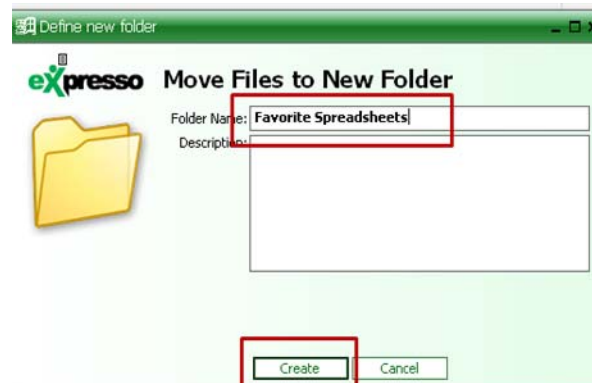 Define new folder
eXpresso Move Files to New Folder
Folder Name: Favorite Spreadsheets
Description:
Create Cancel